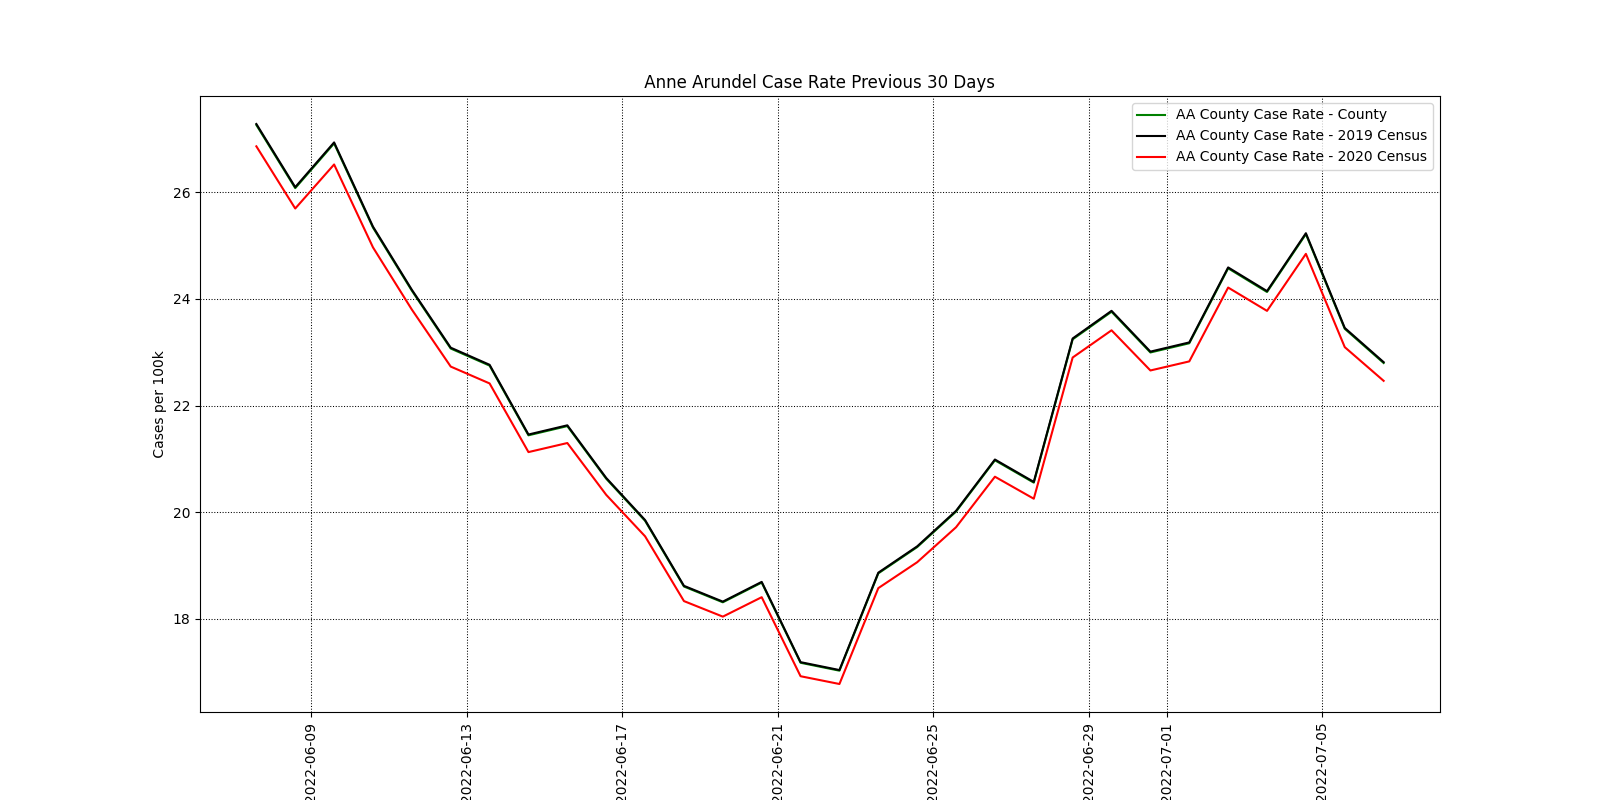 Anne Arundel Case Rate Previous 30 Days
AA County Case Rate - County
AA County Case Rate - 2019 Census
AA County Case Rate - 2020 Census
Cases per 100k
26
24
22
20
18
2022-06-09
2022-06-13
2022-06-17
2022-06-21
2022-06-25
2022-06-29
2022-07-01
2022-07-05